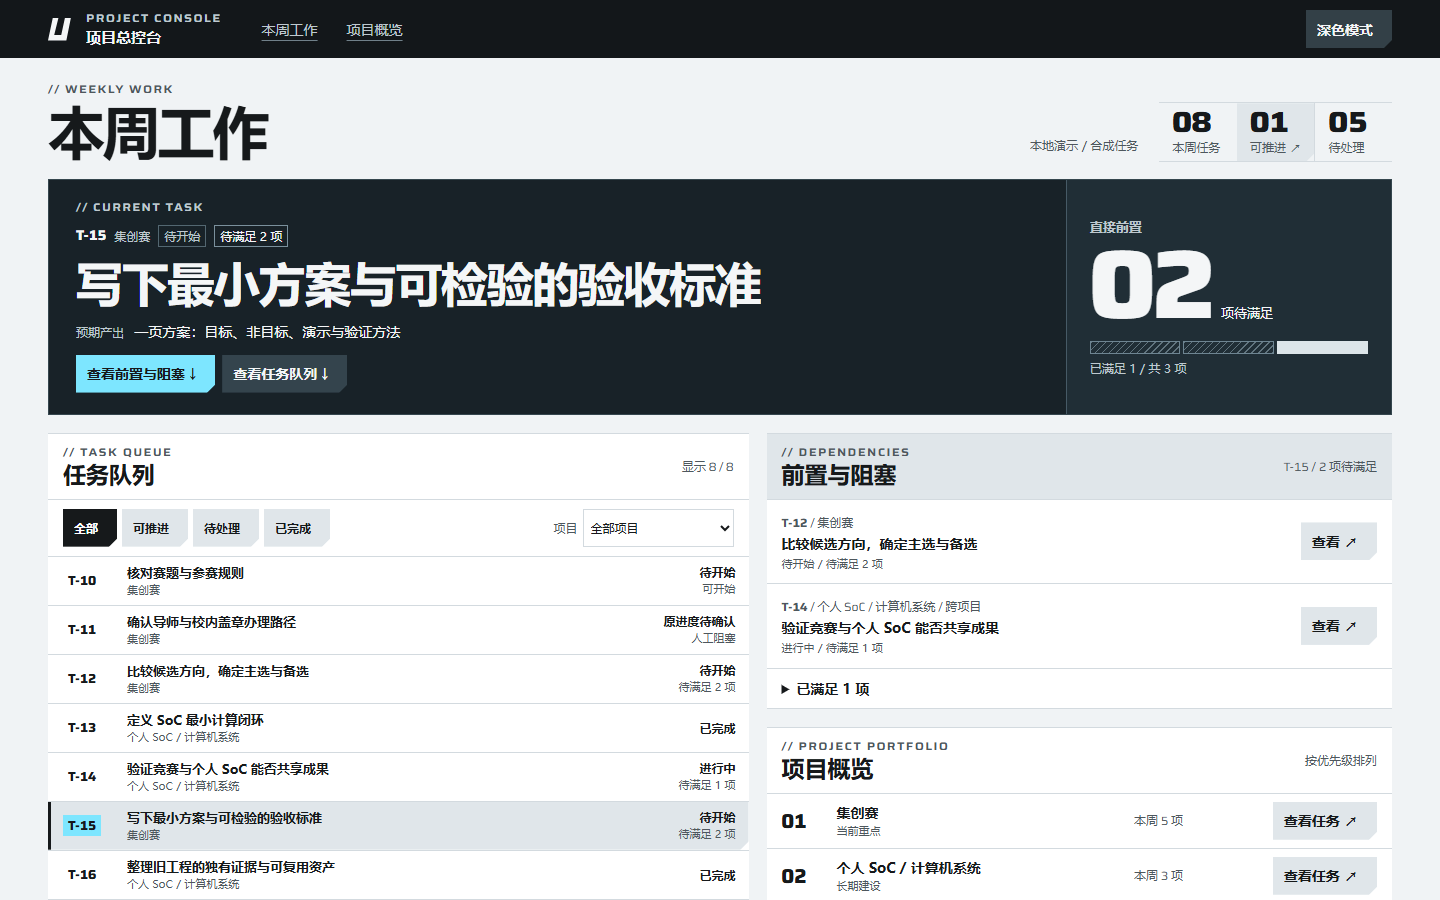 PROJECT CONSOLE
项目总控台
本周工作
项目概览
深色模式
// WEEKLY WORK
本周工作
本地演示 / 合成任务
08
本周任务
01
可推进 ↗
05
待处理
// CURRENT TASK
T-15 集创赛 待开始 待满足 2 项
写下最小方案与可检验的验收标准
预期产出 一页方案：目标、非目标、演示与验证方法
查看前置与阻塞 ↓
查看任务队列 ↓
直接前置
02 项待满足
已满足 1 / 共 3 项
// TASK QUEUE
任务队列
显示 8 / 8
全部
可推进
待处理
已完成
项目 全部项目
T-10
核对赛题与参赛规则
集创赛
待开始
可开始
T-11
确认导师与校内盖章办理路径
集创赛
原进度待确认
人工阻塞
T-12
比较候选方向，确定主选与备选
集创赛
待开始
待满足 2 项
T-13
定义 SoC 最小计算闭环
个人 SoC / 计算机系统
已完成
T-14
验证竞赛与个人 SoC 能否共享成果
个人 SoC / 计算机系统
进行中
待满足 1 项
T-15
写下最小方案与可检验的验收标准
集创赛
待开始
待满足 2 项
T-16
整理旧工程的独有证据与可复用资产
个人 SoC / 计算机系统
已完成
// DEPENDENCIES
前置与阻塞
T-15 / 2 项待满足
T-12 / 集创赛
比较候选方向，确定主选与备选
待开始 / 待满足 2 项
查看 ↗
T-14 / 个人 SoC / 计算机系统 / 跨项目
验证竞赛与个人 SoC 能否共享成果
进行中 / 待满足 1 项
查看 ↗
▶ 已满足 1 项
// PROJECT PORTFOLIO
项目概览
按优先级排列
01
集创赛
当前重点
本周 5 项
查看任务 ↗
02
个人 SoC / 计算机系统
长期建设
本周 3 项
查看任务 ↗